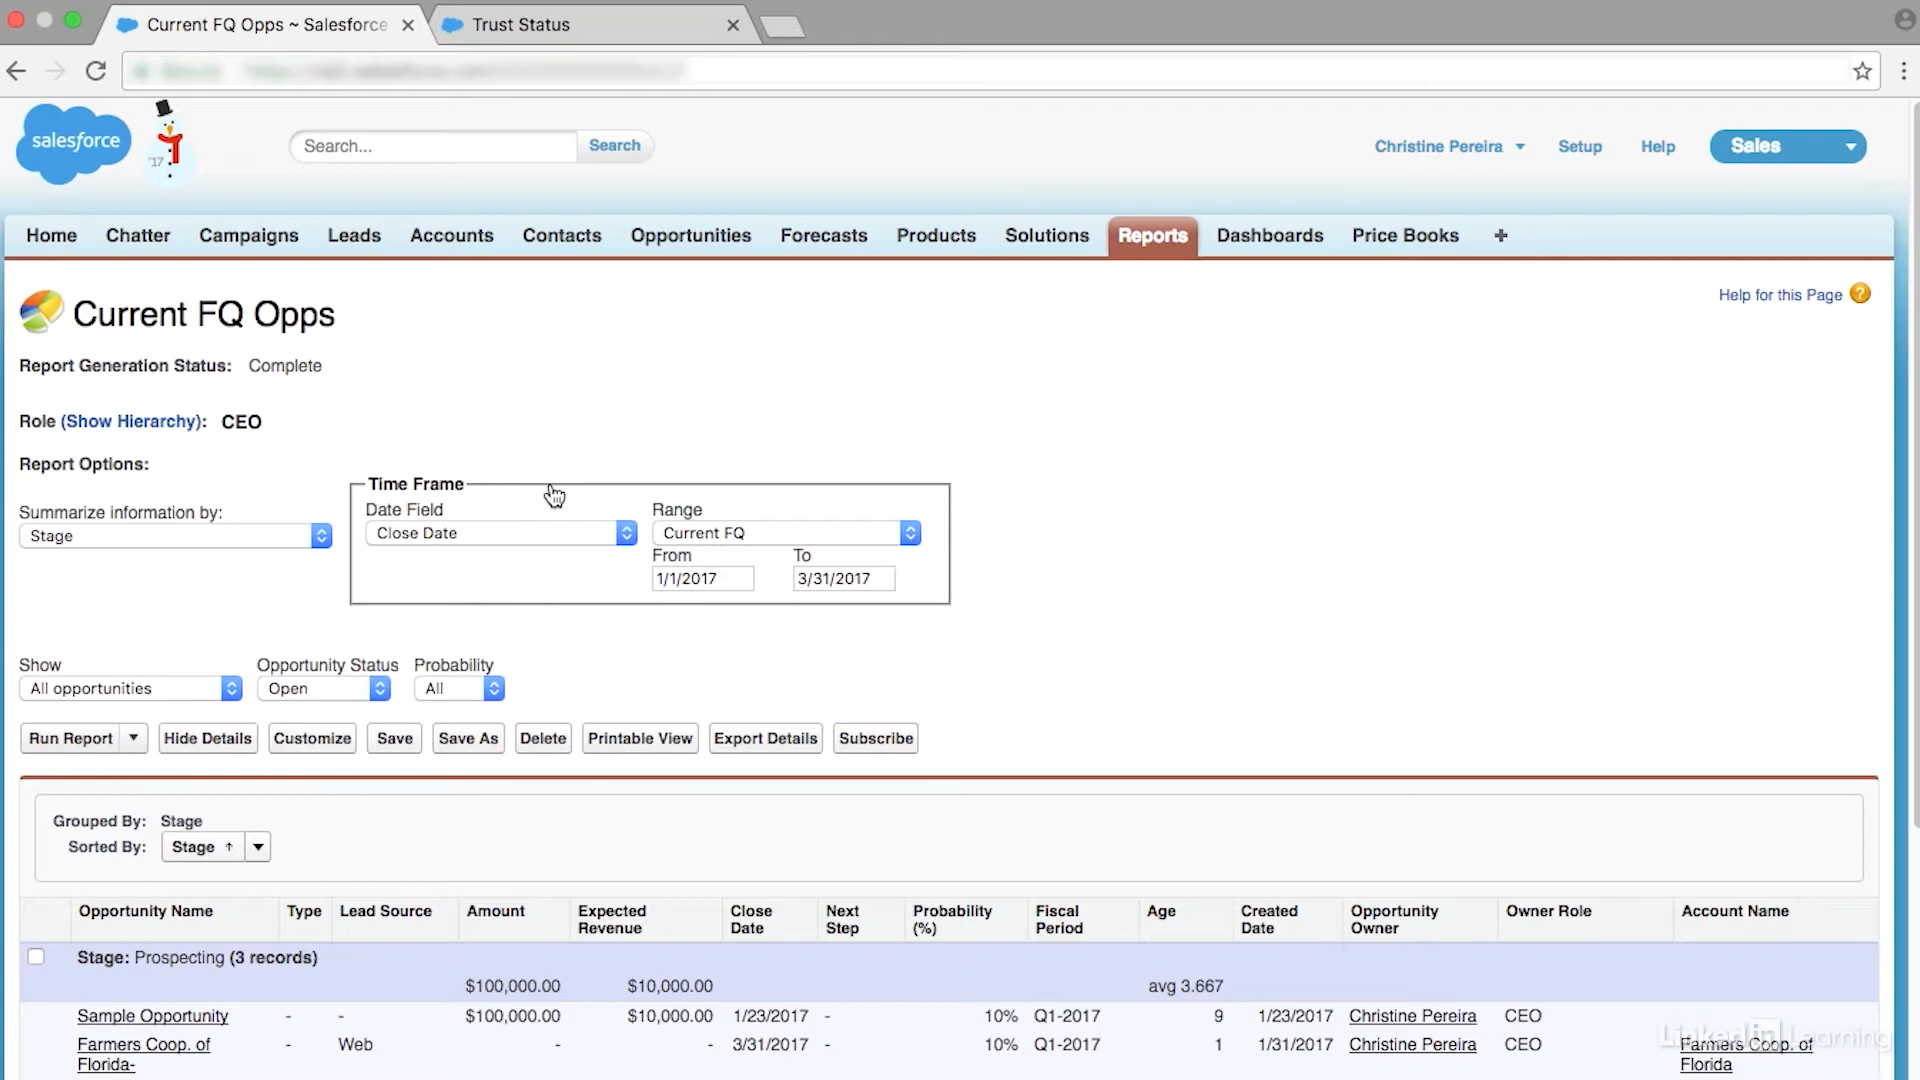 Current FQ Opps ~ Salesforce
Trust Status
salesforce
'17
Search...
Search
Christine Pereira
Setup
Help
Sales
Home Chatter Campaigns Leads Accounts Contacts Opportunities Forecasts Products Solutions Reports Dashboards Price Books +
Help for this Page ?
Current FQ Opps
Report Generation Status: Complete
Role (Show Hierarchy): CEO
Report Options:
Time Frame
Summarize information by:
Date Field Range
Stage
Close Date Current FQ
From To
1/1/2017 3/31/2017
Show Opportunity Status Probability
All opportunities Open All
Run Report Hide Details Customize Save Save As Delete Printable View Export Details Subscribe
Grouped By: Stage
Sorted By: Stage ↑
Opportunity Name Type Lead Source Amount Expected Revenue Close Date Next Step Probability (%) Fiscal Period Age Created Date Opportunity Owner Owner Role Account Name
Stage: Prospecting (3 records)
$100,000.00 $10,000.00 avg 3.667
Sample Opportunity - - $100,000.00 $10,000.00 1/23/2017 - 10% Q1-2017 9 1/23/2017 Christine Pereira CEO
Farmers Coop. of Florida- - Web - - 3/31/2017 - 10% Q1-2017 1 1/31/2017 Christine Pereira CEO Farmers Coop. of Florida
Linked in Learning